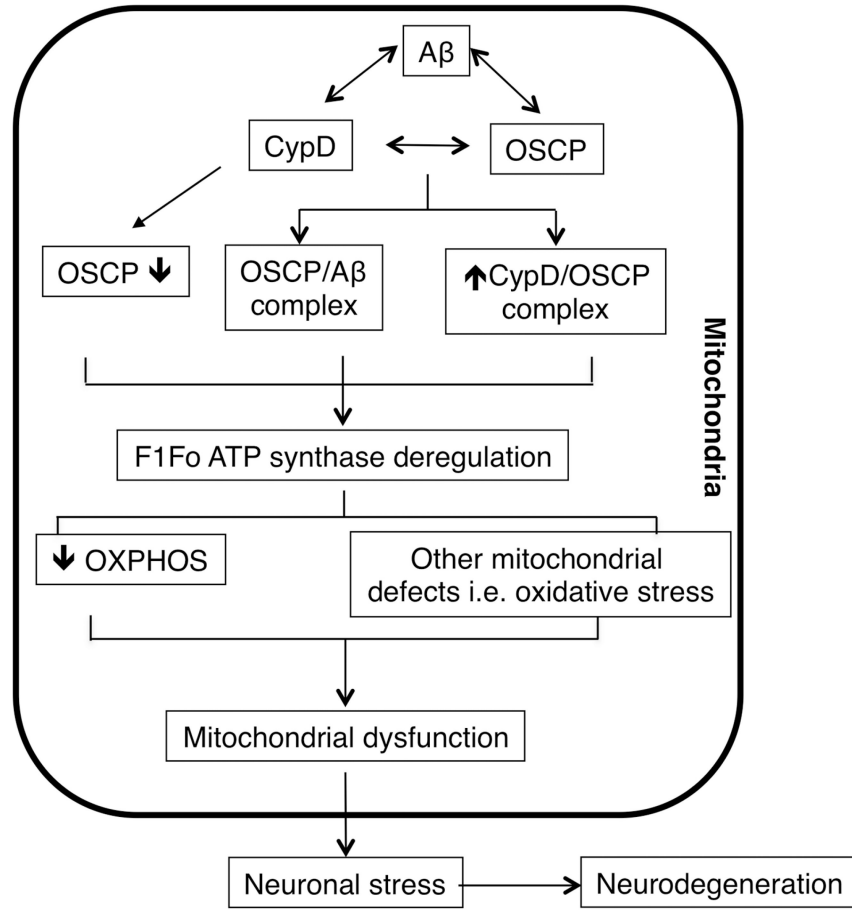 Aβ
CypD
OSCP
OSCP ↓
OSCP/Aβ
complex
↑CypD/OSCP
complex
Mitochondria
F1Fo ATP synthase deregulation
↓ OXPHOS
Other mitochondrial
defects i.e. oxidative stress
Mitochondrial dysfunction
Neuronal stress
Neurodegeneration